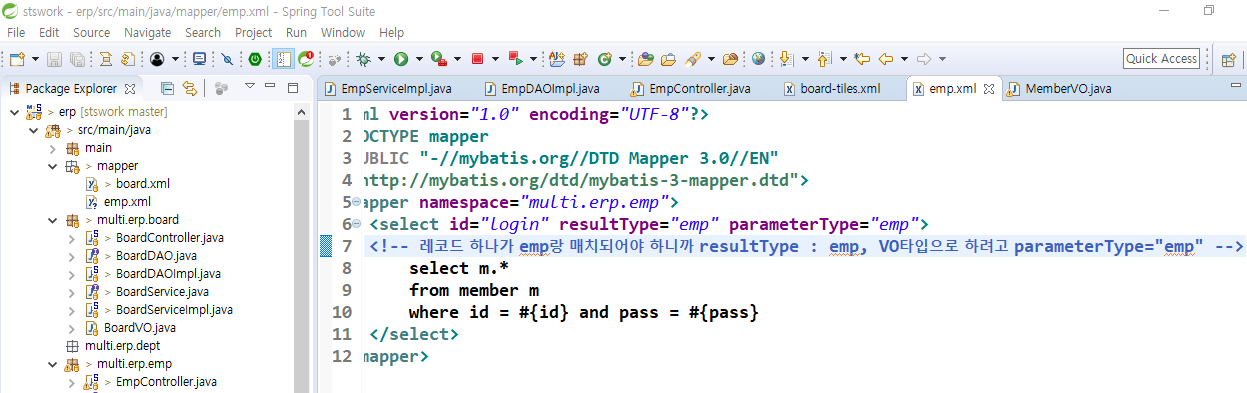 stswork - erp/src/main/java/mapper/emp.xml - Spring Tool Suite
File Edit Source Navigate Search Project Run Window Help
Quick Access
Package Explorer
EmpServiceImpl.java EmpDAOImpl.java EmpController.java board-tiles.xml emp.xml MemberVO.java
erp [stswork master]
src/main/java
main
mapper
board.xml
emp.xml
multi.erp.board
BoardController.java
BoardDAO.java
BoardDAOImpl.java
BoardService.java
BoardServiceImpl.java
BoardVO.java
multi.erp.dept
multi.erp.emp
EmpController.java
1 ml version="1.0" encoding="UTF-8"?>
2 OCTYPE mapper
3 UBLIC "-//mybatis.org//DTD Mapper 3.0//EN"
4 http://mybatis.org/dtd/mybatis-3-mapper.dtd">
5 apper namespace="multi.erp.emp">
6 <select id="login" resultType="emp" parameterType="emp">
7 <!-- 레코드 하나가 emp랑 매치되어야 하니까 resultType : emp, VO타입으로 하려고 parameterType="emp" -->
8 select m.*
9 from member m
10 where id = #{id} and pass = #{pass}
11 </select>
12 mapper>